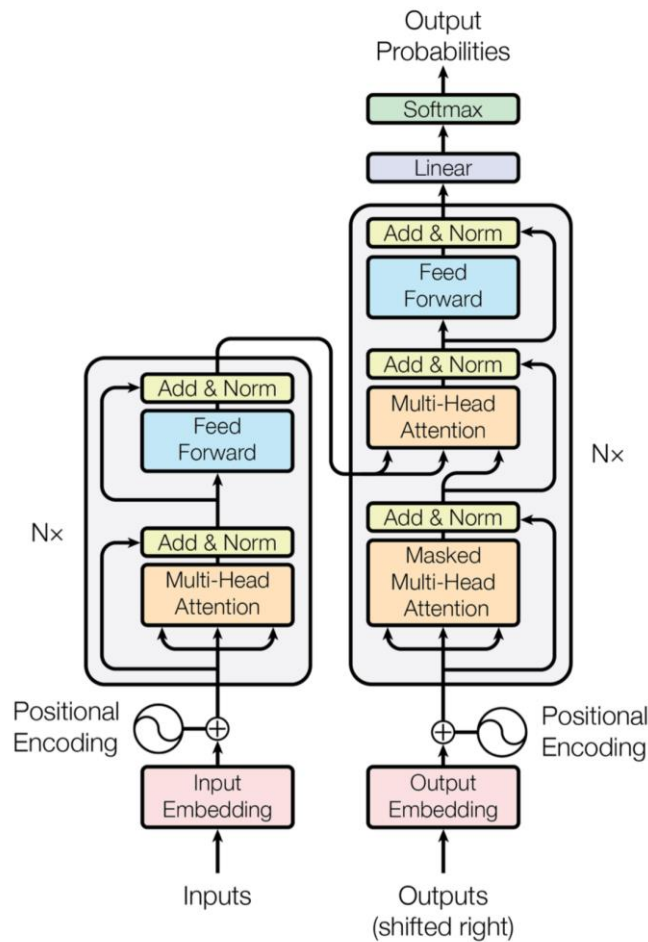 Output
Probabilities
Softmax
Linear
Add & Norm
Feed
Forward
Add & Norm
Multi-Head
Attention
Add & Norm
Masked
Multi-Head
Attention
N×
Positional
Encoding
Output
Embedding
Outputs
(shifted right)
Add & Norm
Feed
Forward
Add & Norm
Multi-Head
Attention
N×
Positional
Encoding
Input
Embedding
Inputs